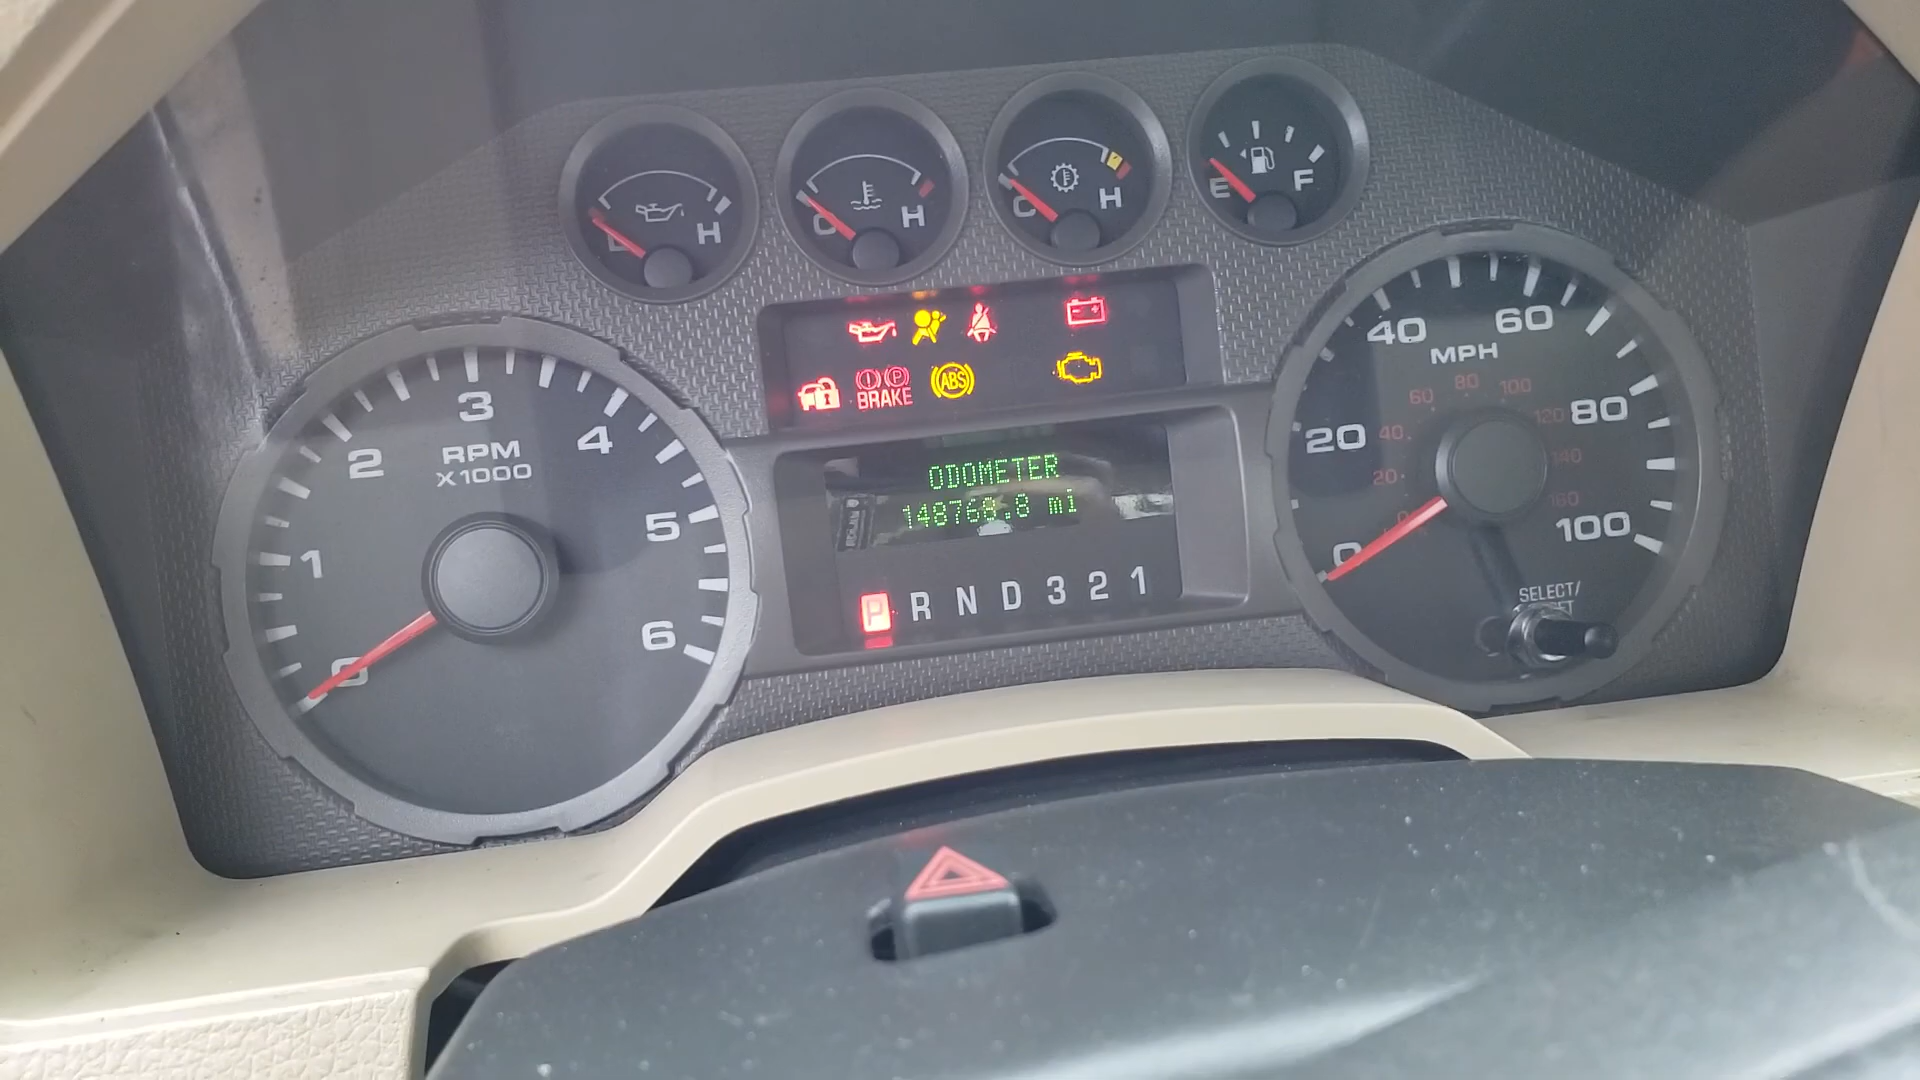 H
C H
C H
E F
BRAKE
ABS
1 2 3 4 5 6
RPM
X1000
0
ODOMETER
148768.8 mi
P R N D 3 2 1
0 20 40 60 80 100
MPH
20 40 60 80 100 120 140 160
SELECT/